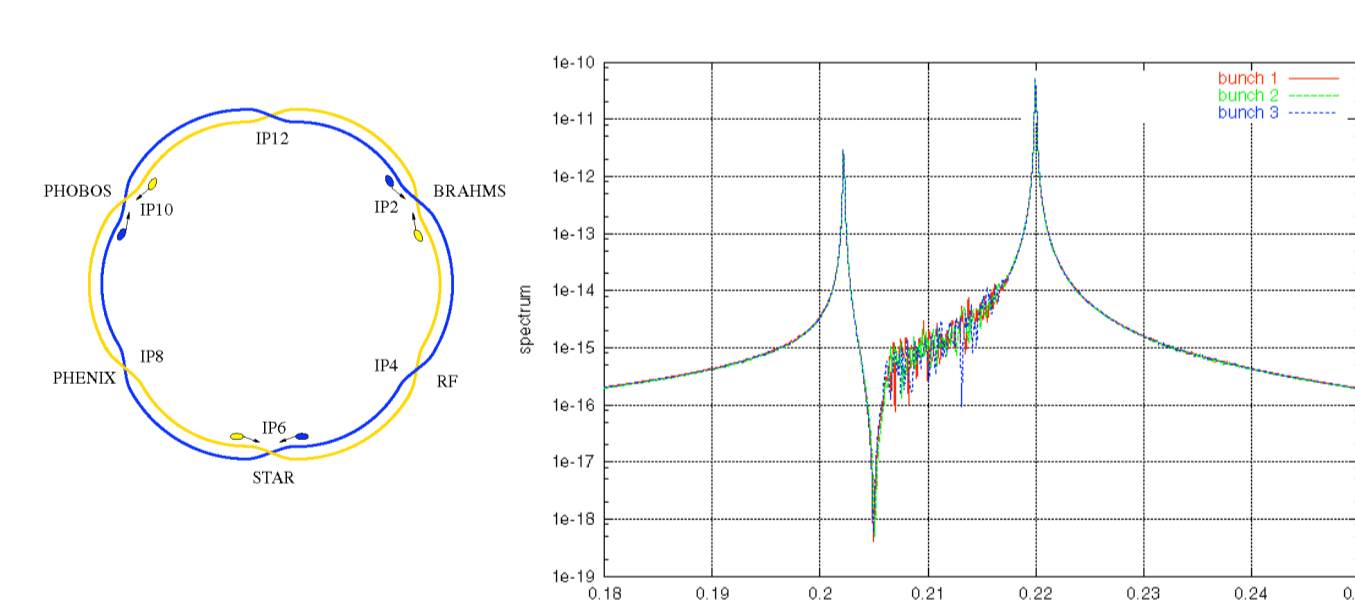 IP12
PHOBOS
BRAHMS
IP10
IP2
IP8
IP4
PHENIX
RF
IP6
STAR
1e-10
1e-11
1e-12
1e-13
1e-14
1e-15
1e-16
1e-17
1e-18
1e-19
spectrum
bunch 1
bunch 2
bunch 3
0.18 0.19 0.2 0.21 0.22 0.23 0.24 0.